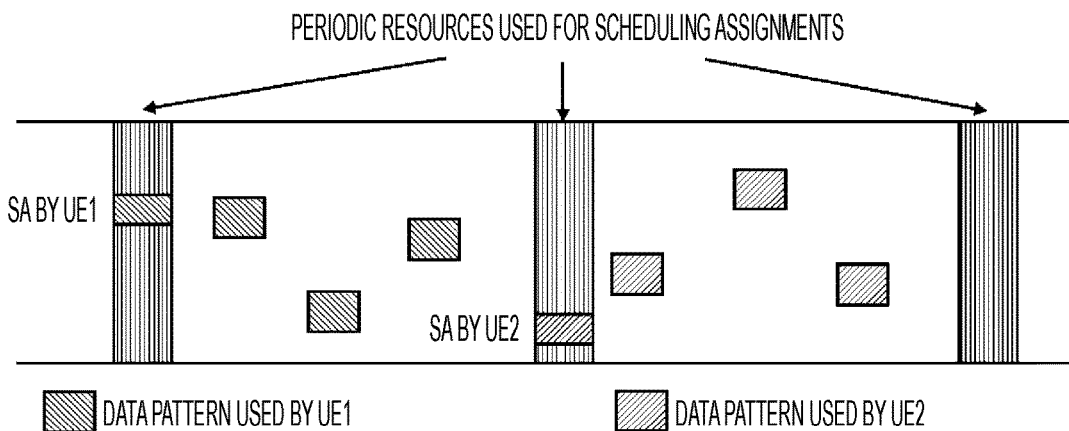 PERIODIC RESOURCES USED FOR SCHEDULING ASSIGNMENTS
SA BY UE1
SA BY UE2
DATA PATTERN USED BY UE1
DATA PATTERN USED BY UE2